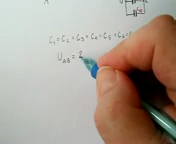 A
B
C₁ = C₂ = C₃ = C₄ = C₅ = C₆ =
U_AB = 2